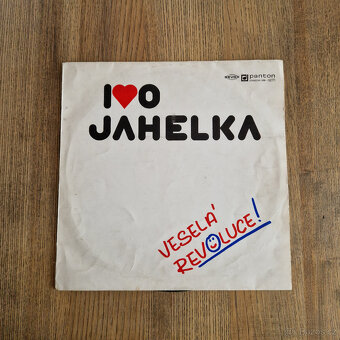 panton
I♥O
JAHELKA
VESELÁ
REVOLUCE!